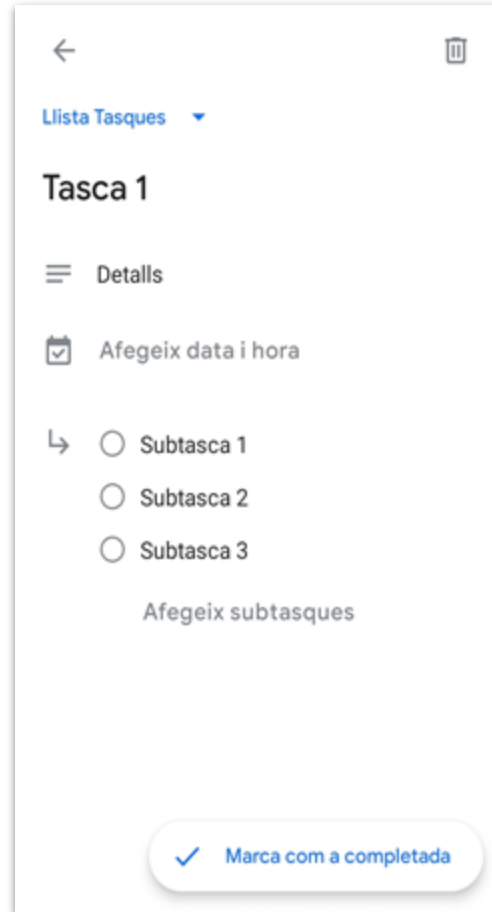 Llista Tasques
Tasca 1
Detalls
Afegeix data i hora
Subtasca 1
Subtasca 2
Subtasca 3
Afegeix subtasques
Marca com a completada